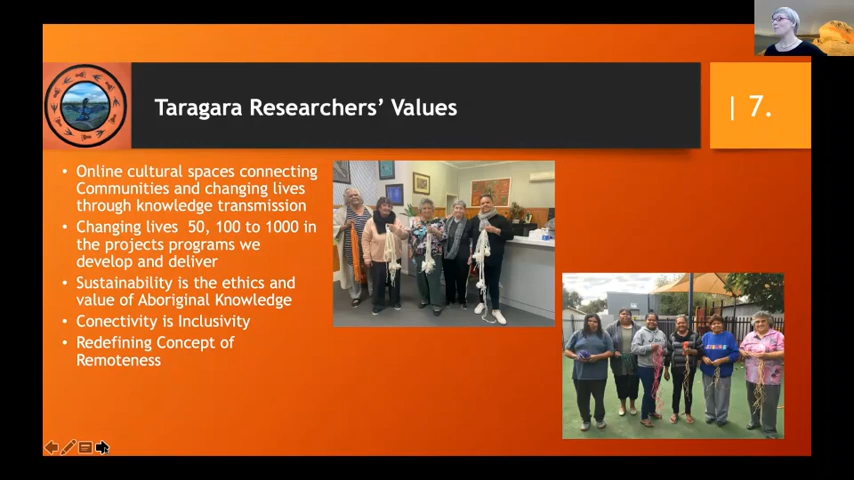 Taragara Researchers' Values
| 7.
• Online cultural spaces connecting
Communities and changing lives
through knowledge transmission
• Changing lives 50, 100 to 1000 in
the projects programs we
develop and deliver
• Sustainability is the ethics and
value of Aboriginal Knowledge
• Conectivity is Inclusivity
• Redefining Concept of
Remoteness